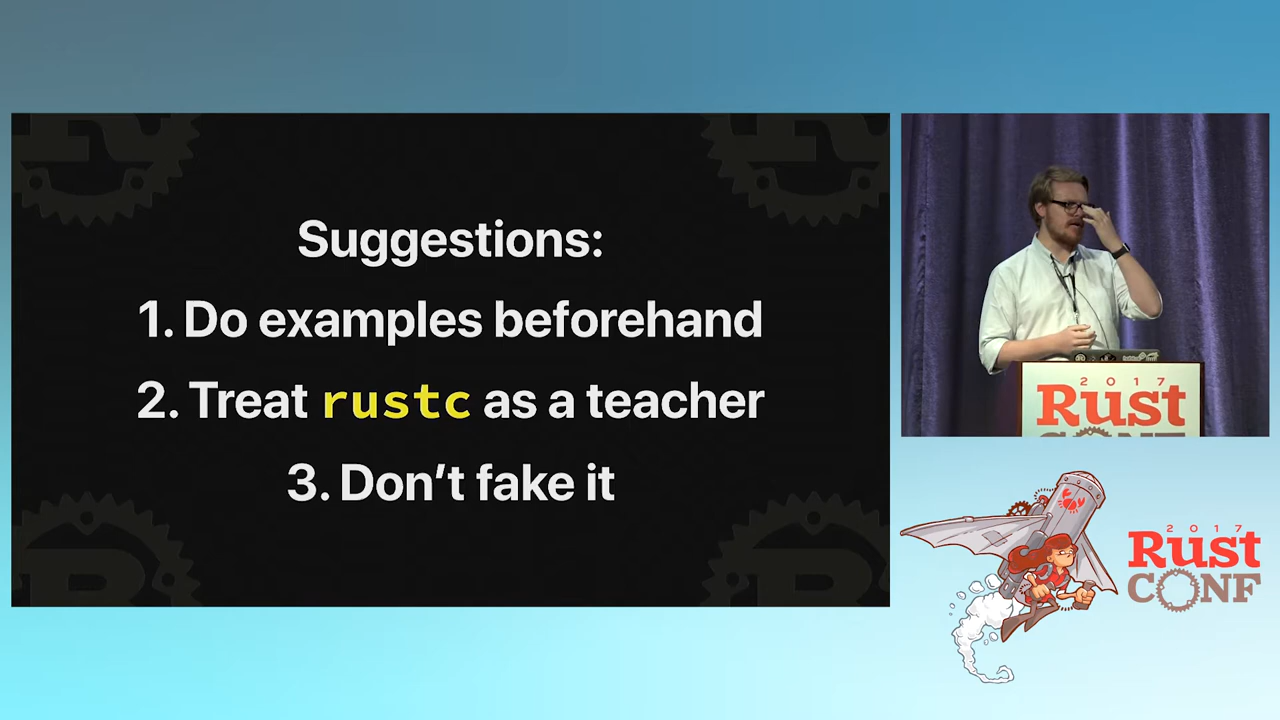 Suggestions:
1. Do examples beforehand
2. Treat rustc as a teacher
3. Don't fake it
2017
Rust
2017
Rust
CONF